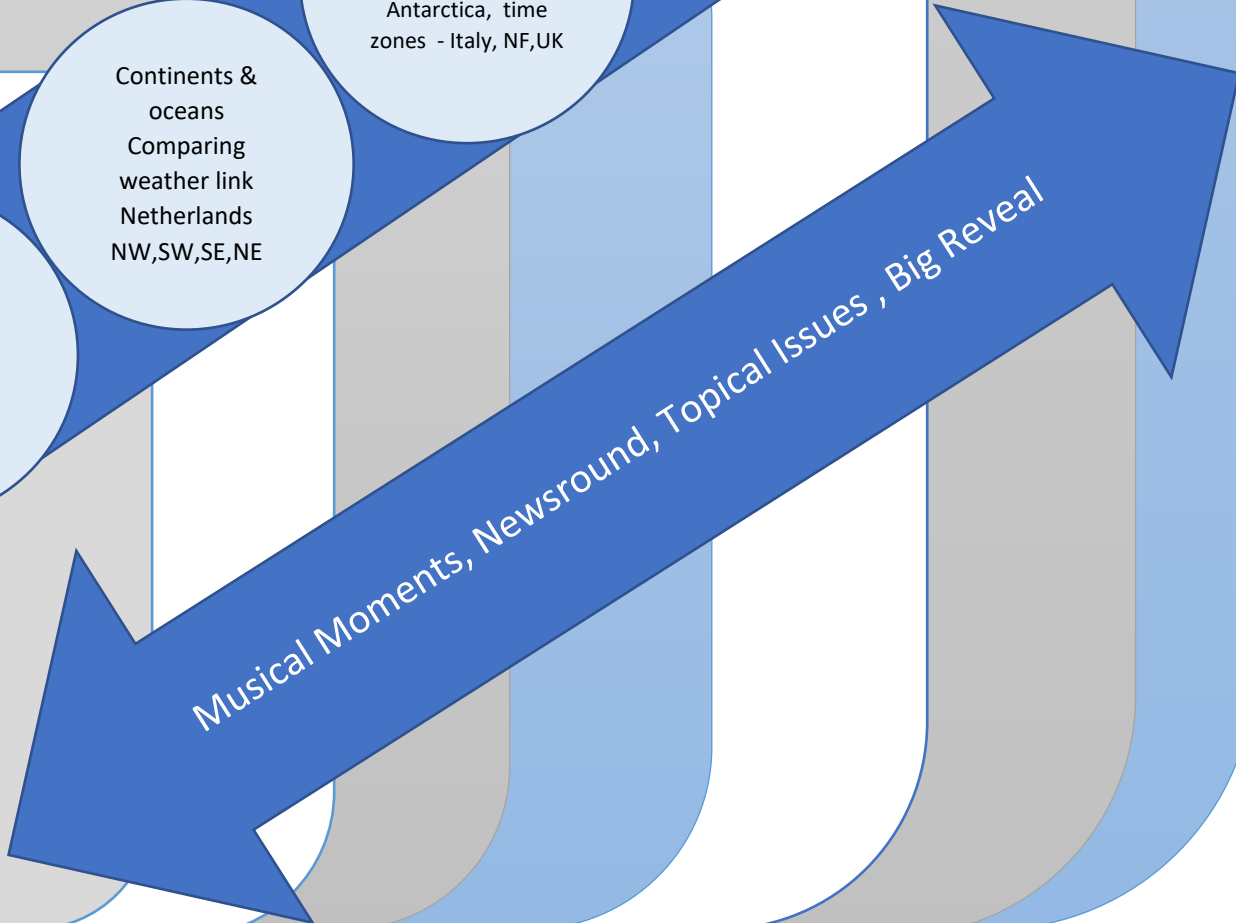 Antarctica, time
zones - Italy, NF,UK
Continents &
oceans
Comparing
weather link
Netherlands
NW,SW,SE,NE
Musical Moments, Newsround, Topical Issues , Big Reveal